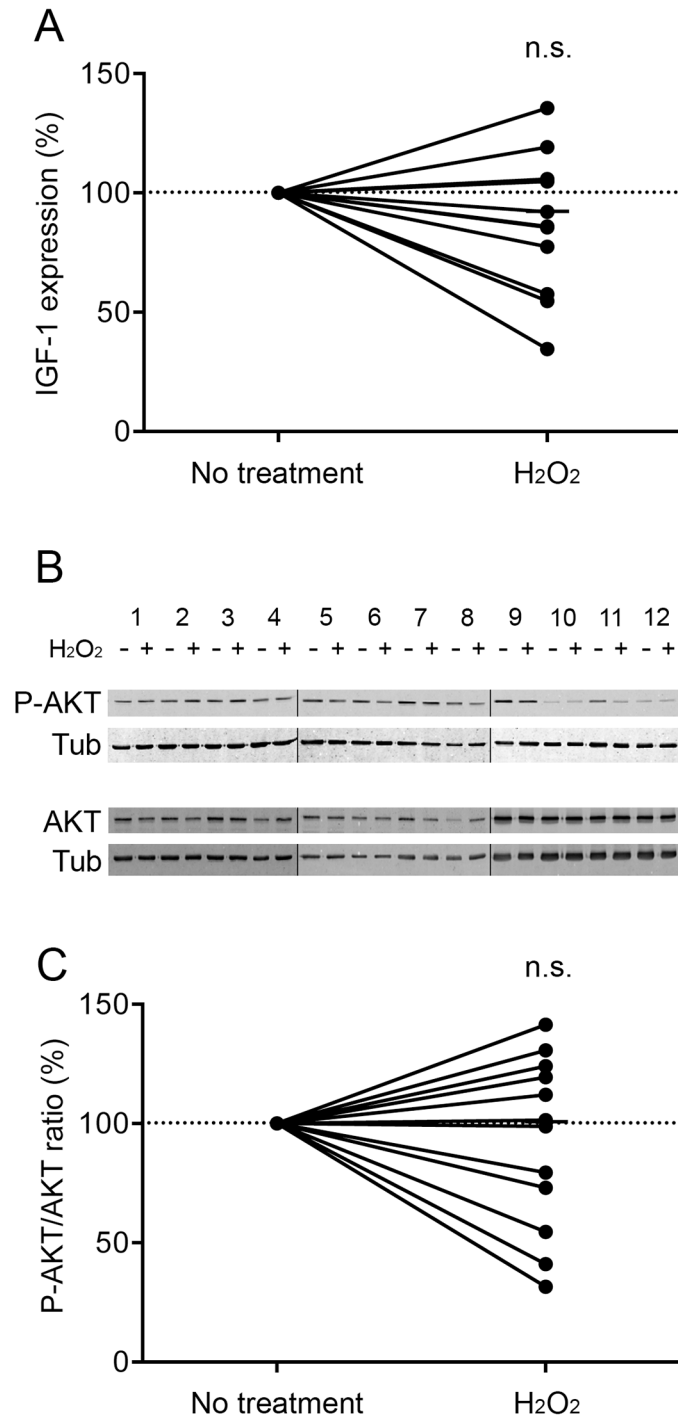 A
n.s.
150
100
50
0
IGF-1 expression (%)
No treatment H2O2
B
1 2 3 4 5 6 7 8 9 10 11 12
H2O2 - + - + - + - + - + - + - + - + - + - + - + - +
P-AKT
Tub
AKT
Tub
C
n.s.
150
100
50
0
P-AKT/AKT ratio (%)
No treatment H2O2